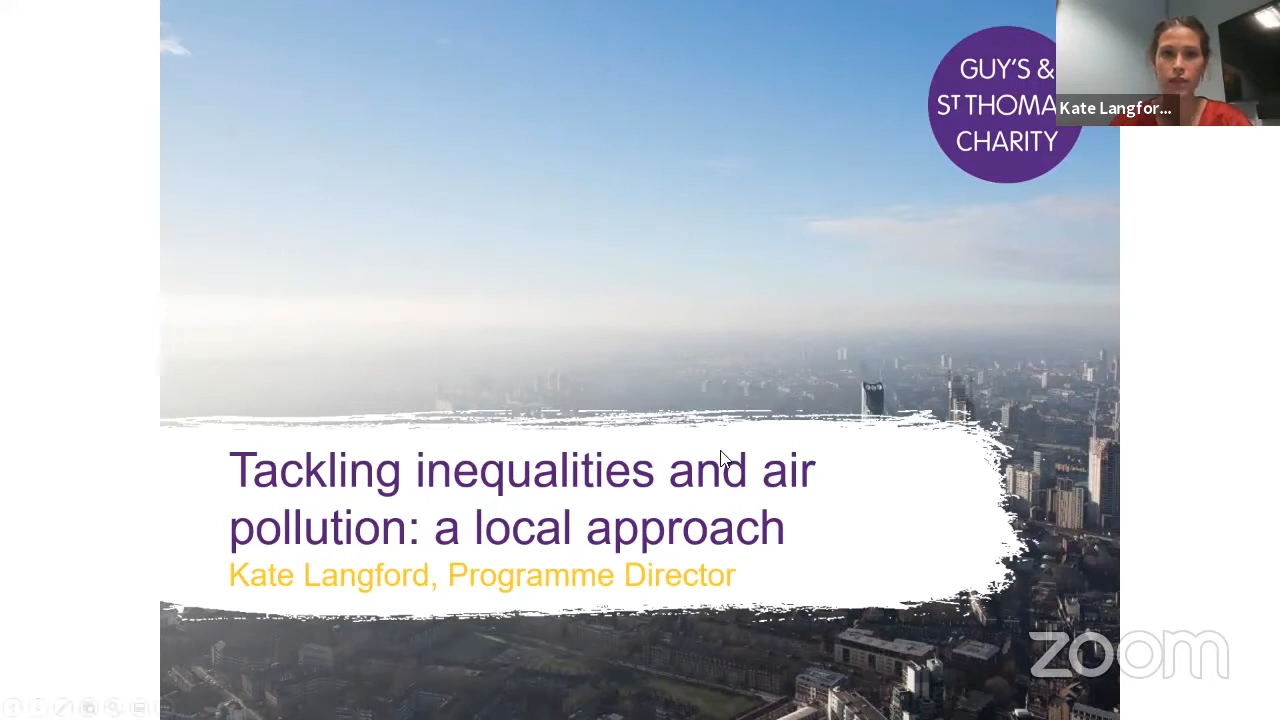 GUY'S &
ST THOMA
CHARITY
Kate Langfor...
Tackling inequalities and air
pollution: a local approach
Kate Langford, Programme Director
zoom